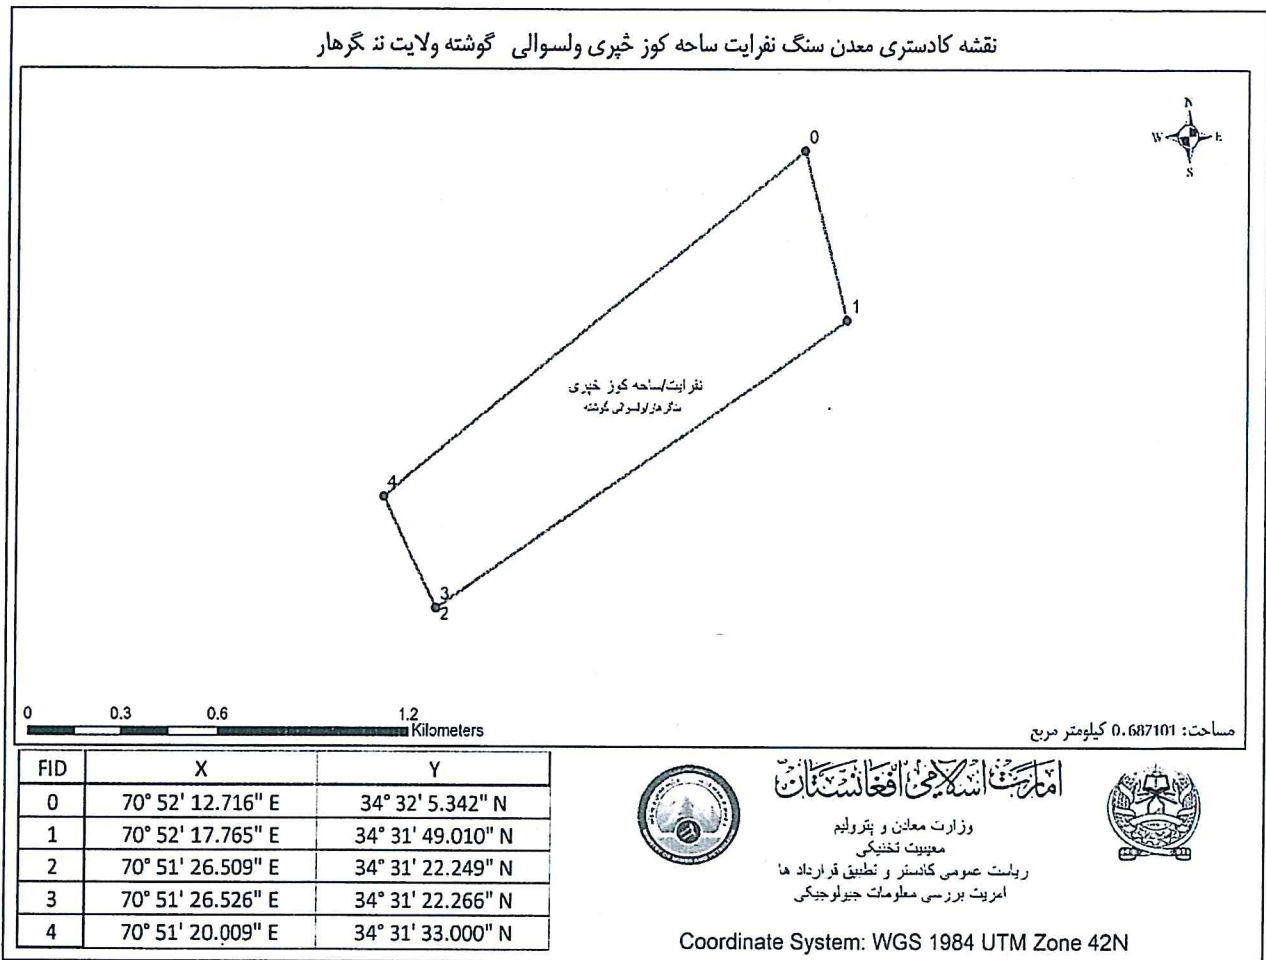 نقشه کادستری معدن سنگ نفرایت ساحه کوز څپری ولسوالی گوشته ولایت ننگرهار
N
W E
S
0
1
نفرایت/ساحه کوز څپری
ننگرهار/ولسوالی گوشته
4
3
2
0 0.3 0.6 1.2
Kilometers
مساحت: 0.687101 کیلومتر مربع
FID X Y
0 70° 52' 12.716" E 34° 32' 5.342" N
1 70° 52' 17.765" E 34° 31' 49.010" N
2 70° 51' 26.509" E 34° 31' 22.249" N
3 70° 51' 26.526" E 34° 31' 22.266" N
4 70° 51' 20.009" E 34° 31' 33.000" N
امارت اسلامی افغانستان
وزارت معادن و پترولیم
معینیت تخنیکی
ریاست عمومی کادستر و تطبیق قرارداد ها
امریت بررسی معلومات جیولوجیکی
Coordinate System: WGS 1984 UTM Zone 42N